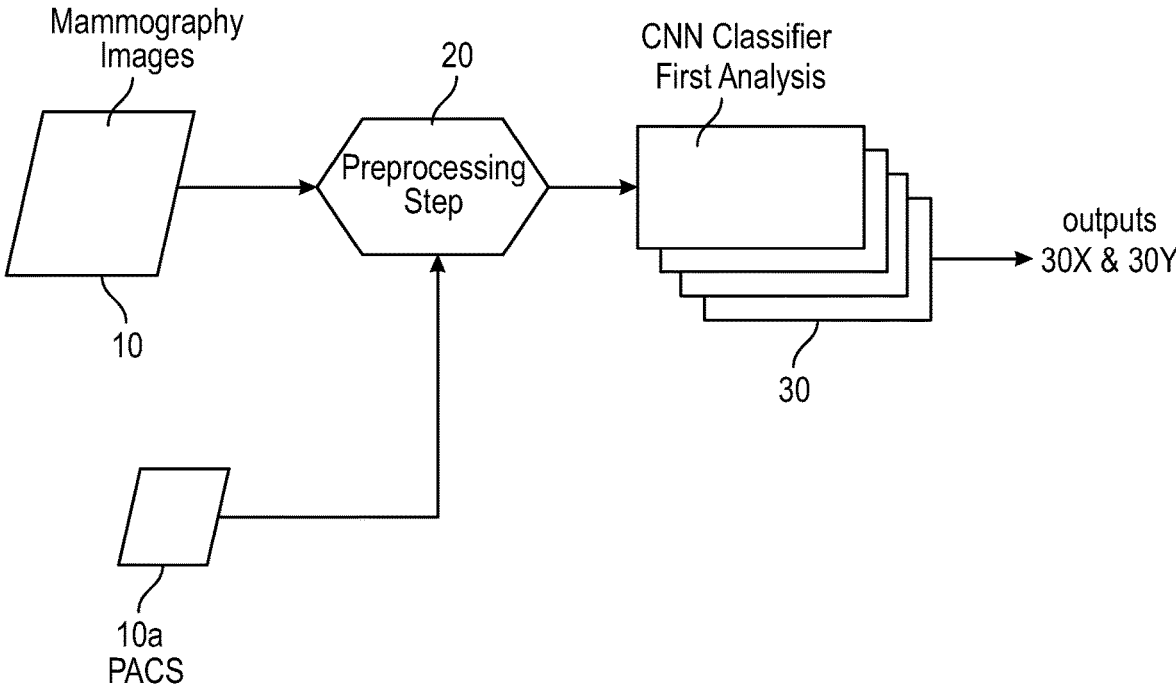 Mammography
Images
10
20
Preprocessing
Step
CNN Classifier
First Analysis
30
outputs
30X & 30Y
10a
PACS